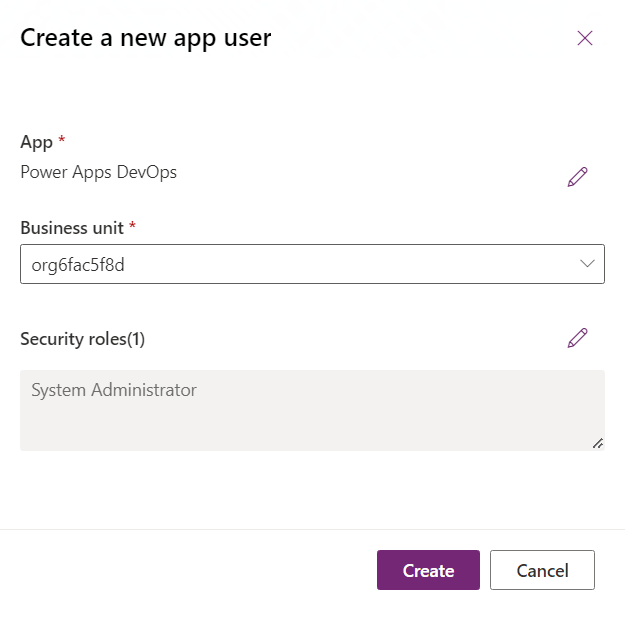 Create a new app user
App *
Power Apps DevOps
Business unit *
org6fac5f8d
Security roles(1)
System Administrator
Create
Cancel